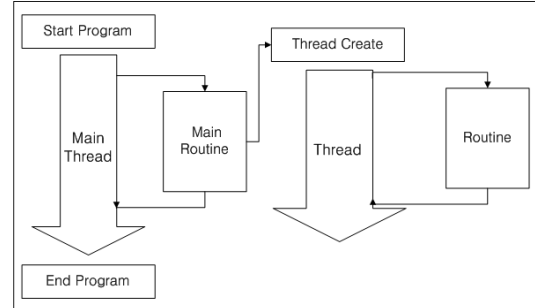 Start Program
Thread Create
Main
Thread
Main
Routine
Thread
Routine
End Program